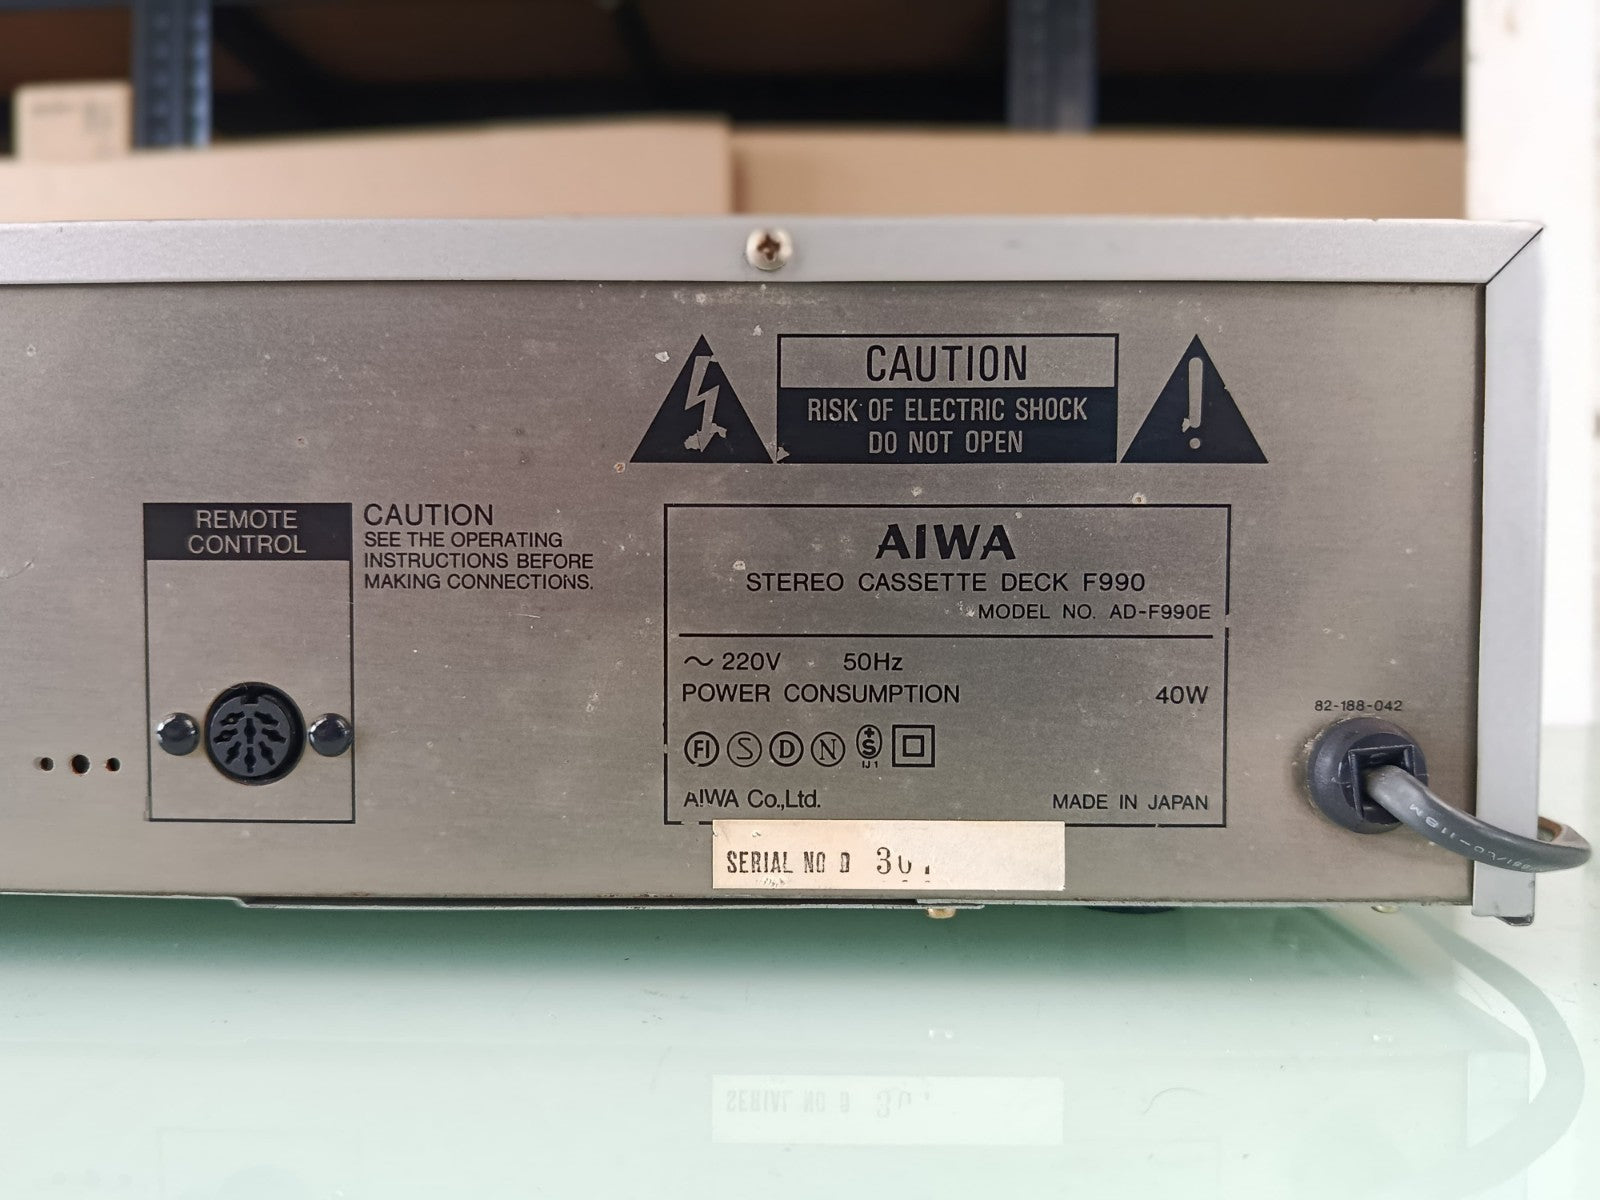 CAUTION
RISK OF ELECTRIC SHOCK
DO NOT OPEN
REMOTE
CONTROL
CAUTION
SEE THE OPERATING
INSTRUCTIONS BEFORE
MAKING CONNECTIONS.
AIWA
STEREO CASSETTE DECK F990
MODEL NO. AD-F990E
~ 220V 50Hz
POWER CONSUMPTION 40W
FI S D N +S IJ1
AIWA Co.,Ltd. MADE IN JAPAN
82-188-042
SERIAL NO D